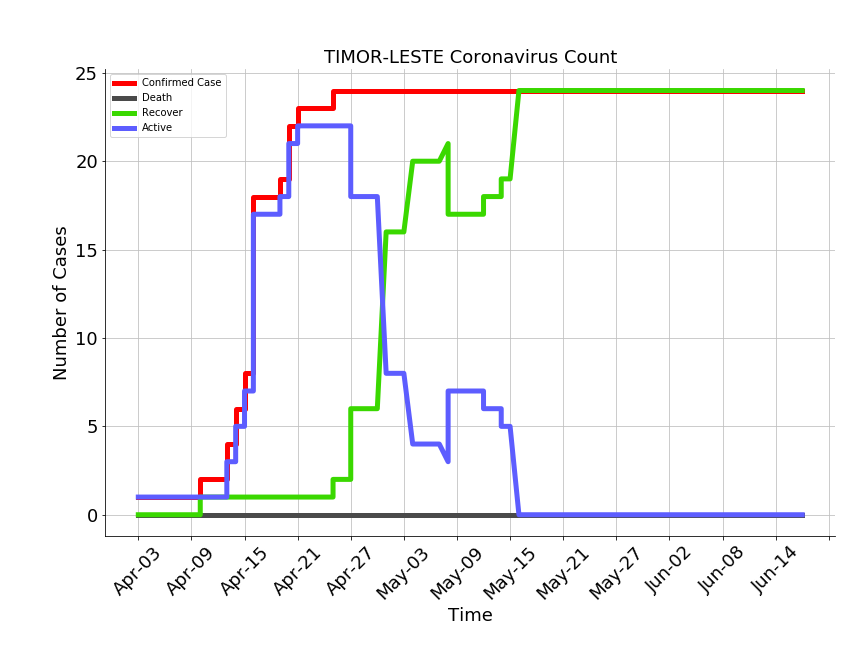 TIMOR-LESTE Coronavirus Count
Confirmed Case
Death
Recover
Active
25
20
15
10
5
0
Number of Cases
Apr-03
Apr-09
Apr-15
Apr-21
Apr-27
May-03
May-09
May-15
May-21
May-27
Jun-02
Jun-08
Jun-14
Time